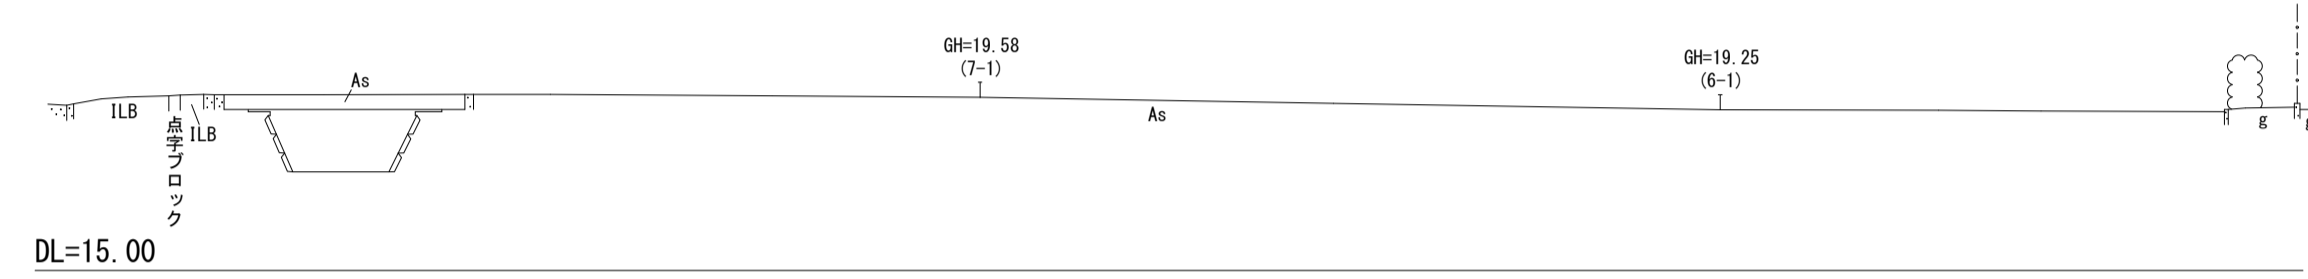 GH=19.58
(7-1)
GH=19.25
(6-1)
As
ILB
点字ブロック
ILB
As
g
DL=15.00